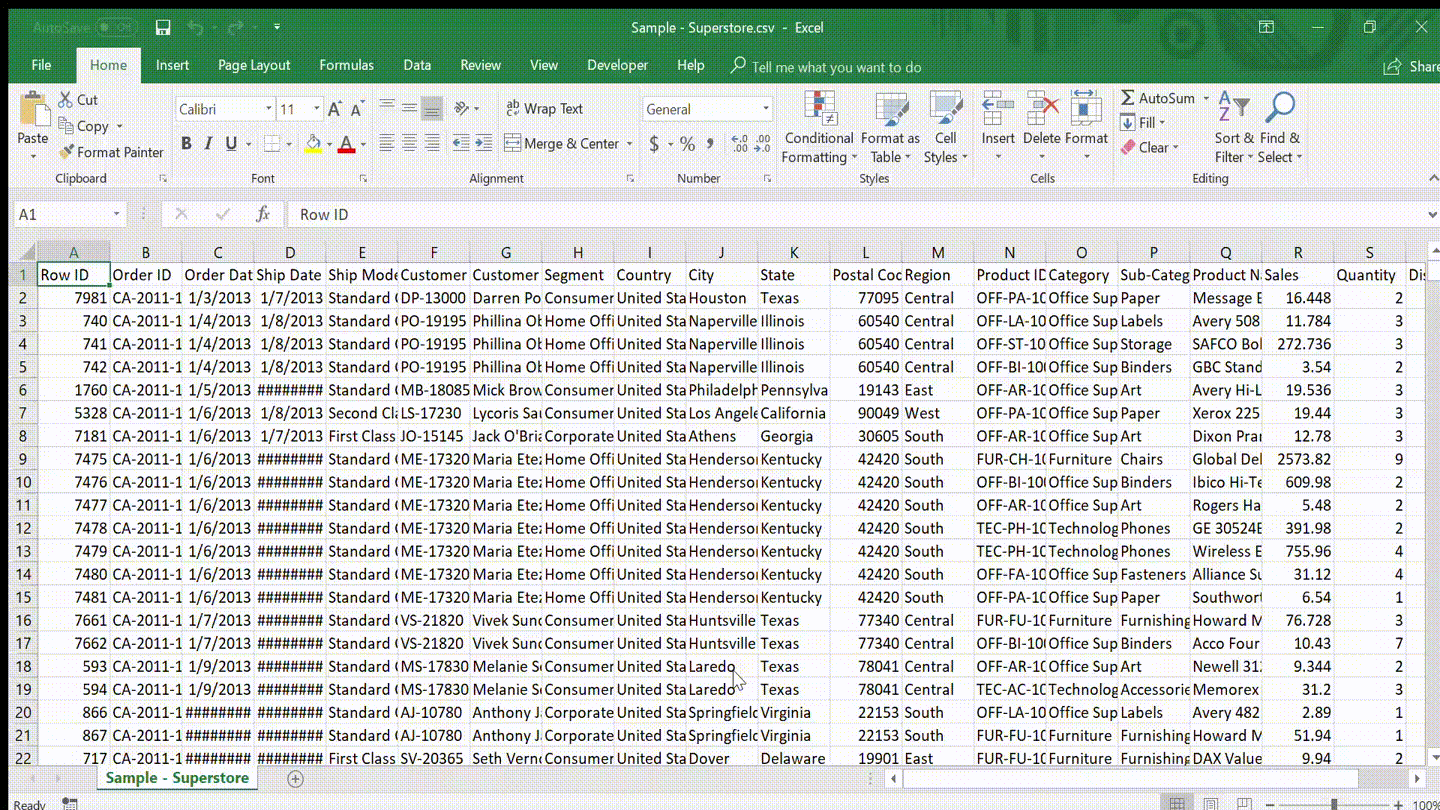 AutoSave Off Sample - Superstore.csv - Excel
File Home Insert Page Layout Formulas Data Review View Developer Help Tell me what you want to do Share
Cut
Copy
Format Painter
Paste
Clipboard
Calibri 11
B I U
Font
ab Wrap Text
Merge & Center
Alignment
General
$ % ,
Number
Conditional Formatting
Format as Table
Cell Styles
Styles
Insert Delete Format
Cells
AutoSum
Fill
Clear
Sort & Filter
Find & Select
Editing
A1 fx Row ID
A B C D E F G H I J K L M N O P Q R S
1 Row ID Order ID Order Dat Ship Date Ship Mode Customer Customer Segment Country City State Postal Coc Region Product ID Category Sub-Categ Product N Sales Quantity Dis
2 7981 CA-2011-1 1/3/2013 1/7/2013 Standard DP-13000 Darren Po Consumer United Sta Houston Texas 77095 Central OFF-PA-10 Office Sup Paper Message E 16.448 2
3 740 CA-2011-1 1/4/2013 1/8/2013 Standard PO-19195 Phillina Ob Home Offi United Sta Naperville Illinois 60540 Central OFF-LA-10 Office Sup Labels Avery 508 11.784 3
4 741 CA-2011-1 1/4/2013 1/8/2013 Standard PO-19195 Phillina Ob Home Offi United Sta Naperville Illinois 60540 Central OFF-ST-10 Office Sup Storage SAFCO Bol 272.736 3
5 742 CA-2011-1 1/4/2013 1/8/2013 Standard PO-19195 Phillina Ob Home Offi United Sta Naperville Illinois 60540 Central OFF-BI-100 Office Sup Binders GBC Stand 3.54 2
6 1760 CA-2011-1 1/5/2013 ######## Standard MB-18085 Mick Brow Consumer United Sta Philadelph Pennsylva 19143 East OFF-AR-10 Office Sup Art Avery Hi-L 19.536 3
7 5328 CA-2011-1 1/6/2013 1/8/2013 Second Cla LS-17230 Lycoris Sau Consumer United Sta Los Angele California 90049 West OFF-PA-10 Office Sup Paper Xerox 225 19.44 3
8 7181 CA-2011-1 1/6/2013 1/7/2013 First Class JO-15145 Jack O'Bria Corporate United Sta Athens Georgia 30605 South OFF-AR-10 Office Sup Art Dixon Pran 12.78 3
9 7475 CA-2011-1 1/6/2013 ######## Standard ME-17320 Maria Etez Home Offi United Sta Henderson Kentucky 42420 South FUR-CH-10 Furniture Chairs Global Del 2573.82 9
10 7476 CA-2011-1 1/6/2013 ######## Standard ME-17320 Maria Etez Home Offi United Sta Henderson Kentucky 42420 South OFF-BI-100 Office Sup Binders Ibico Hi-Te 609.98 2
11 7477 CA-2011-1 1/6/2013 ######## Standard ME-17320 Maria Etez Home Offi United Sta Henderson Kentucky 42420 South OFF-AR-10 Office Sup Art Rogers Ha 5.48 2
12 7478 CA-2011-1 1/6/2013 ######## Standard ME-17320 Maria Etez Home Offi United Sta Henderson Kentucky 42420 South TEC-PH-10 Technolog Phones GE 30524E 391.98 2
13 7479 CA-2011-1 1/6/2013 ######## Standard ME-17320 Maria Etez Home Offi United Sta Henderson Kentucky 42420 South TEC-PH-10 Technolog Phones Wireless E 755.96 4
14 7480 CA-2011-1 1/6/2013 ######## Standard ME-17320 Maria Etez Home Offi United Sta Henderson Kentucky 42420 South OFF-FA-10 Office Sup Fasteners Alliance Su 31.12 4
15 7481 CA-2011-1 1/6/2013 ######## Standard ME-17320 Maria Etez Home Offi United Sta Henderson Kentucky 42420 South OFF-PA-10 Office Sup Paper Southwort 6.54 1
16 7661 CA-2011-1 1/7/2013 ######## Standard VS-21820 Vivek Sund Consumer United Sta Huntsville Texas 77340 Central FUR-FU-10 Furniture Furnishing Howard M 76.728 3
17 7662 CA-2011-1 1/7/2013 ######## Standard VS-21820 Vivek Sund Consumer United Sta Huntsville Texas 77340 Central OFF-BI-100 Office Sup Binders Acco Four 10.43 7
18 593 CA-2011-1 1/9/2013 ######## Standard MS-17830 Melanie Se Consumer United Sta Laredo Texas 78041 Central OFF-AR-10 Office Sup Art Newell 312 9.344 2
19 594 CA-2011-1 1/9/2013 ######## Standard MS-17830 Melanie Se Consumer United Sta Laredo Texas 78041 Central TEC-AC-10 Technolog Accessorie Memorex 31.2 3
20 866 CA-2011-1 ######## ######## Standard AJ-10780 Anthony J Corporate United Sta Springfield Virginia 22153 South OFF-LA-10 Office Sup Labels Avery 482 2.89 1
21 867 CA-2011-1 ######## ######## Standard AJ-10780 Anthony J Corporate United Sta Springfield Virginia 22153 South FUR-FU-10 Furniture Furnishing Howard M 51.94 1
22 717 CA-2011-1 ######## ######## First Class SV-20365 Seth Verno Consumer United Sta Dover Delaware 19901 East FUR-FU-10 Furniture Furnishing DAX Value 9.94 2
Sample - Superstore
Ready 100%